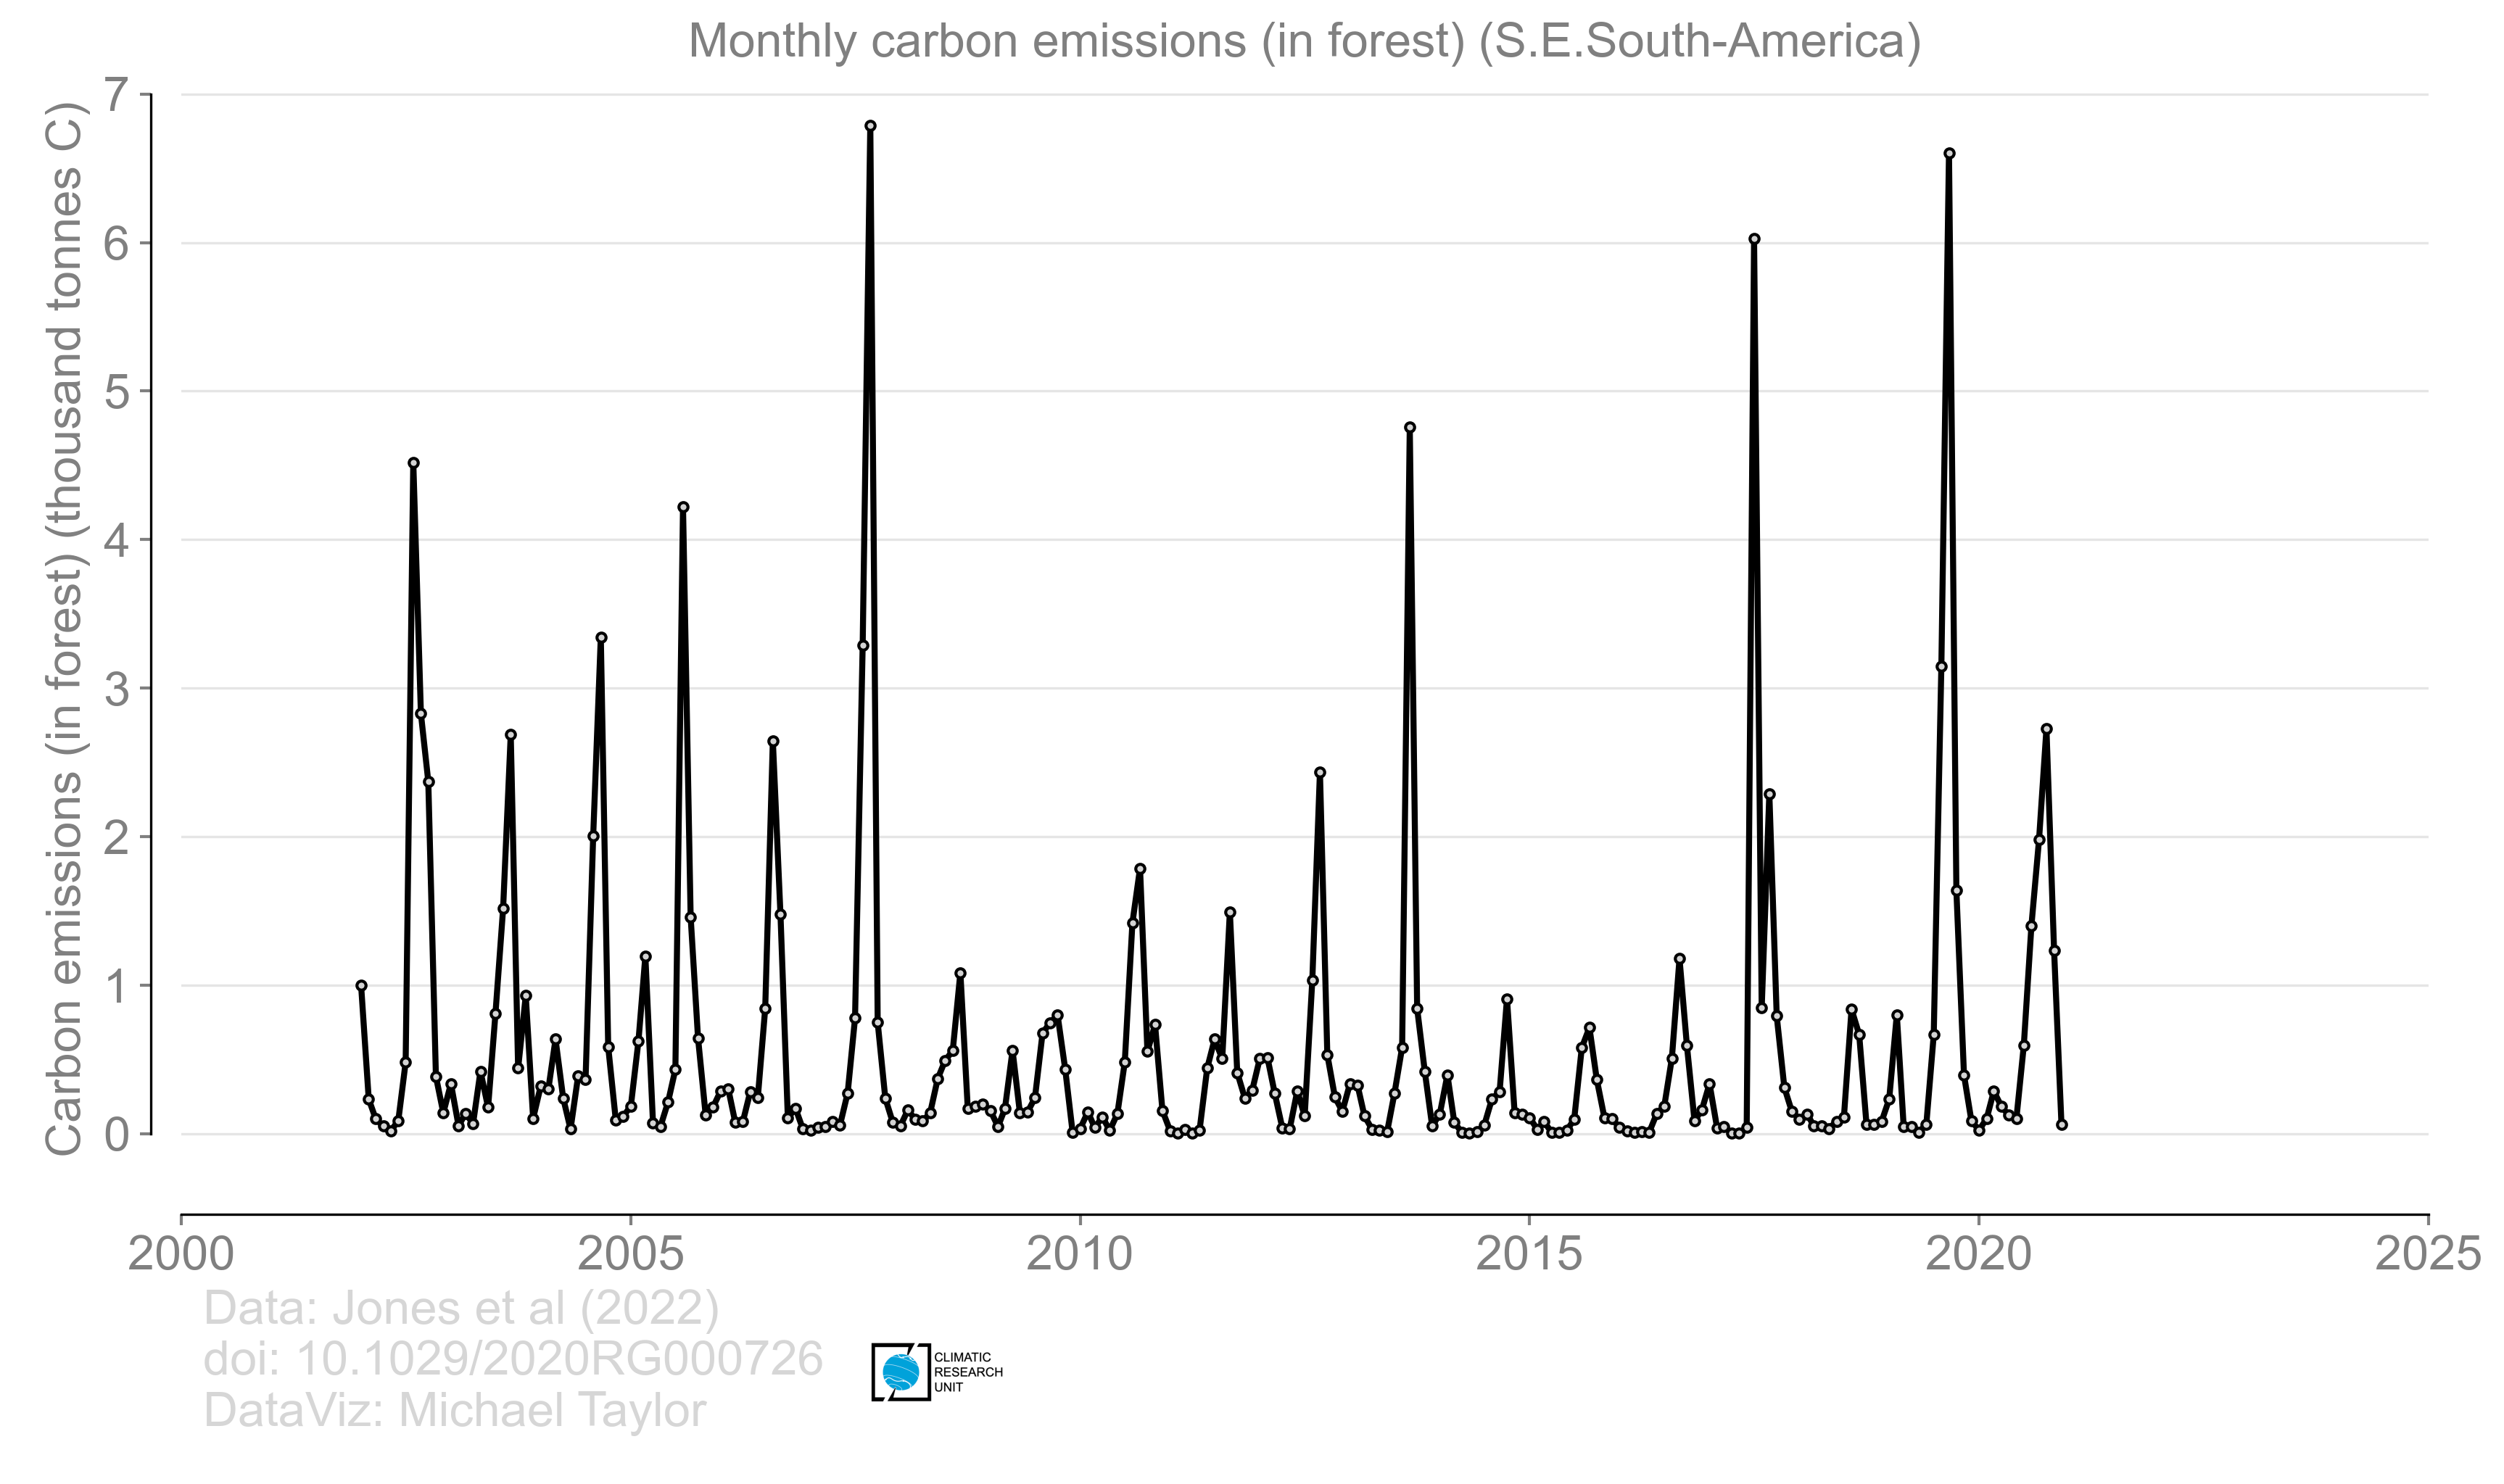 Monthly carbon emissions (in forest) (S.E.South-America)
Carbon emissions (in forest) (thousand tonnes C)
7
6
5
4
3
2
1
0
2000 2005 2010 2015 2020 2025
Data: Jones et al (2022)
doi: 10.1029/2020RG000726
DataViz: Michael Taylor
CLIMATIC
RESEARCH
UNIT